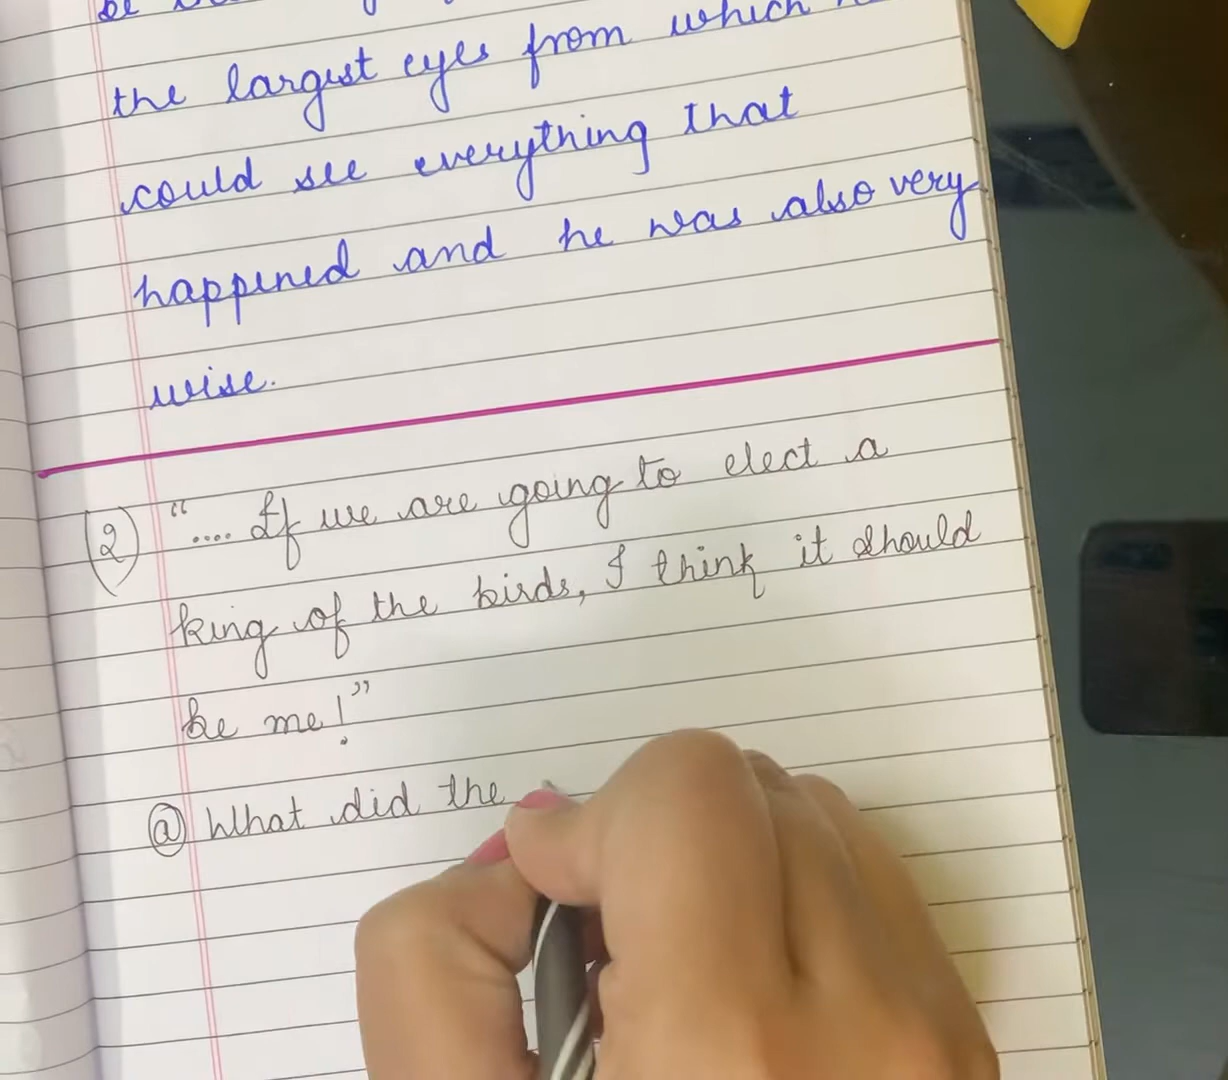 the largest eyes from which
could see everything that
happened and he was also very
wise.
2 ".... If we are going to elect a
king of the birds, I think it should
be me!"
a What did the